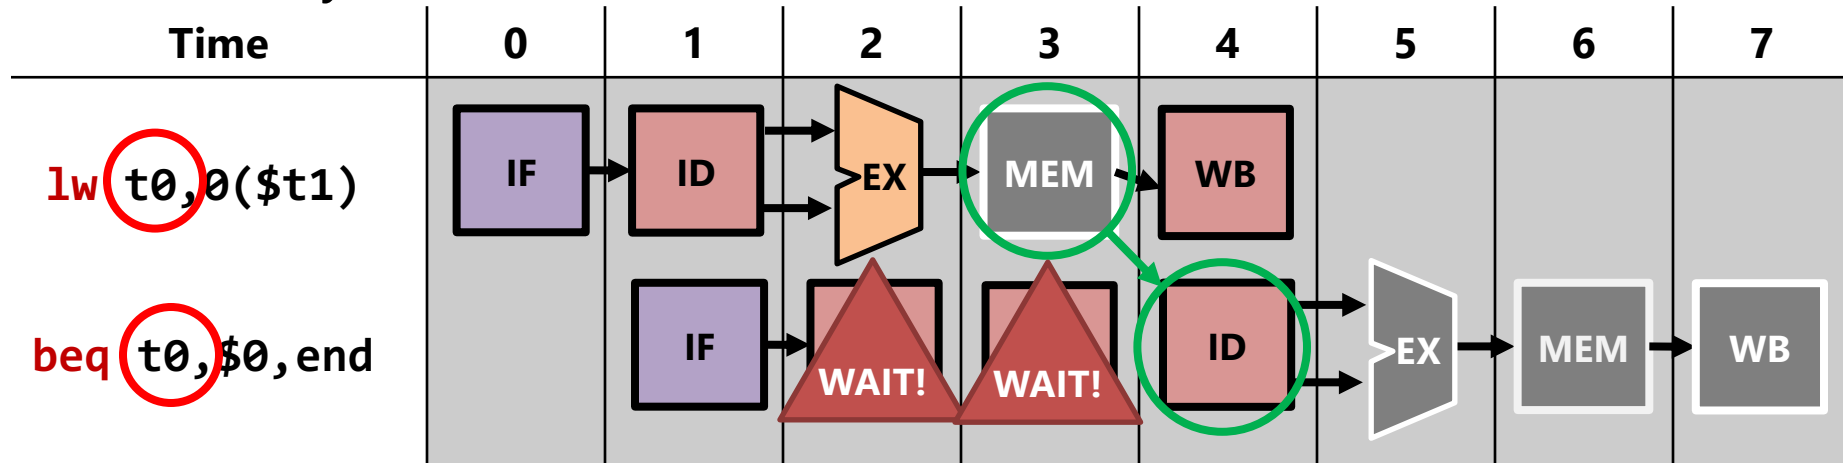 Time 0 1 2 3 4 5 6 7
lw t0,0($t1) IF ID EX MEM WB
beq t0,$0,end IF WAIT! WAIT! ID EX MEM WB